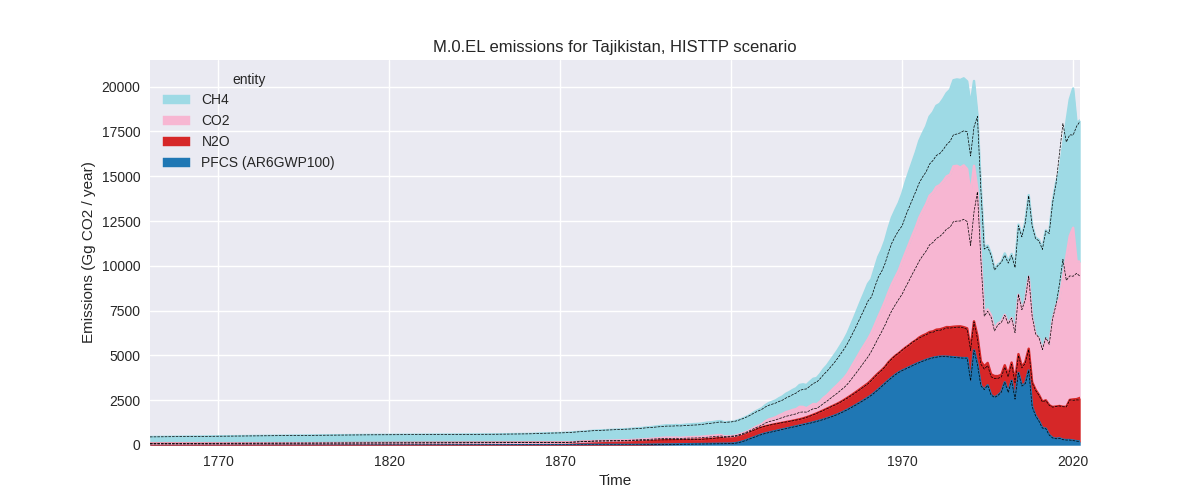 M.0.EL emissions for Tajikistan, HISTTP scenario
entity
CH4
CO2
N2O
PFCS (AR6GWP100)
Emissions (Gg CO2 / year)
20000
17500
15000
12500
10000
7500
5000
2500
0
1770 1820 1870 1920 1970 2020
Time